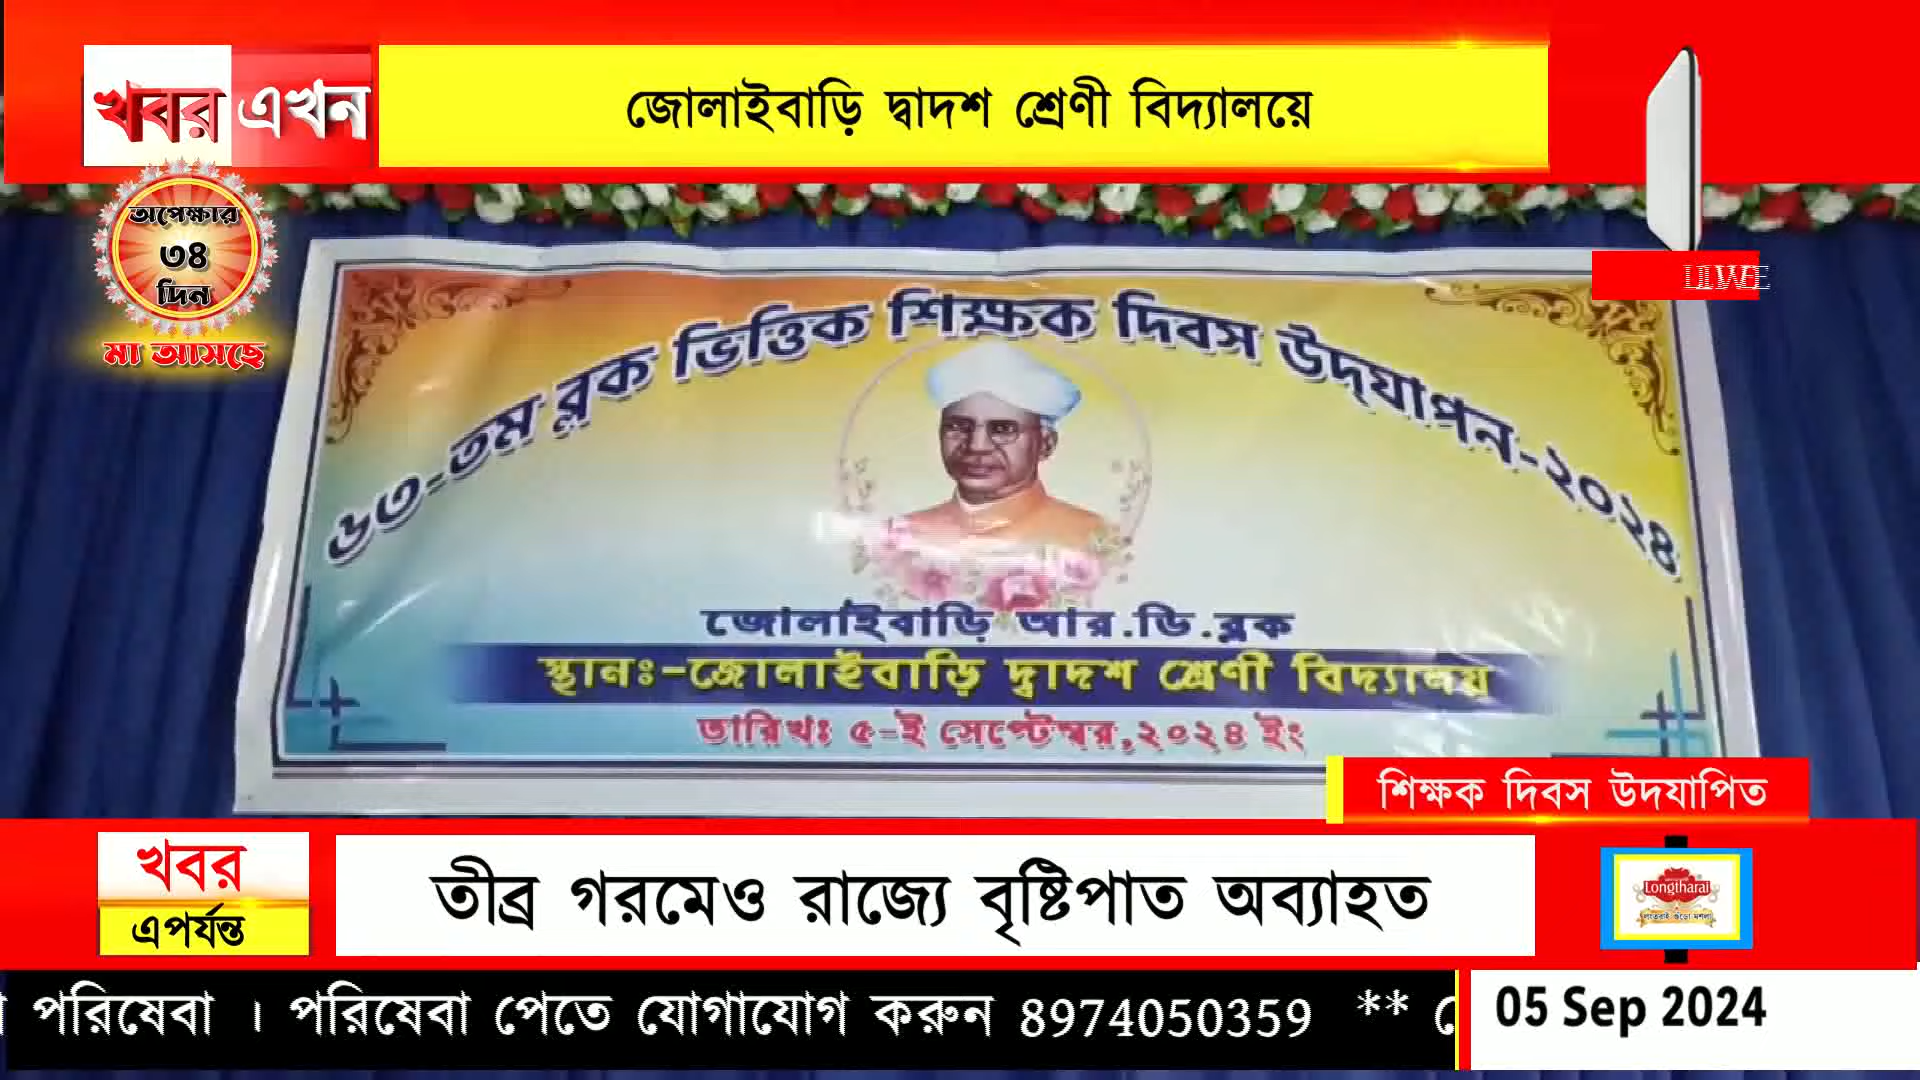 খবর এখন
জোলাইবাড়ি দ্বাদশ শ্রেণী বিদ্যালয়ে
অপেক্ষার
৩৪
দিন
মা আসছে
৬৩-তম ব্লক ভিত্তিক শিক্ষক দিবস উদ্‌যাপন-২০২৪
জোলাইবাড়ি আর.ডি.ব্লক
স্থানঃ-জোলাইবাড়ি দ্বাদশ শ্রেণী বিদ্যালয়
তারিখঃ ৫-ই সেপ্টেম্বর,২০২৪ ইং
শিক্ষক দিবস উদযাপিত
খবর
এপর্যন্ত
তীব্র গরমেও রাজ্যে বৃষ্টিপাত অব্যাহত
Longtharai
পরিষেবা । পরিষেবা পেতে যোগাযোগ করুন 8974050359 **
05 Sep 2024